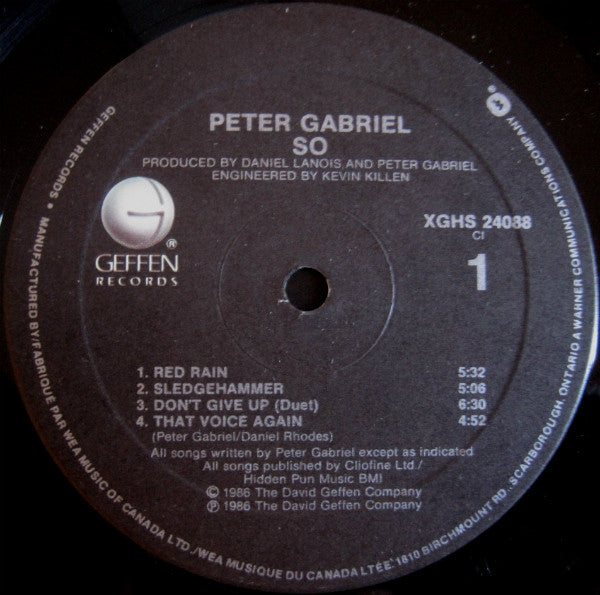 PETER GABRIEL
SO
PRODUCED BY DANIEL LANOIS AND PETER GABRIEL
ENGINEERED BY KEVIN KILLEN
G
®
GEFFEN
RECORDS
XGHS 24088
CI
1
1. RED RAIN 5:32
2. SLEDGEHAMMER 5:06
3. DON'T GIVE UP (Duet) 6:30
4. THAT VOICE AGAIN 4:52
(Peter Gabriel/Daniel Rhodes)
All songs written by Peter Gabriel except as indicated
All songs published by Cliofine Ltd./
Hidden Pun Music BMI
© 1986 The David Geffen Company
℗ 1986 The David Geffen Company
GEFFEN RECORDS • MANUFACTURED BY/FABRIQUE PAR WEA MUSIC OF CANADA LTD./WEA MUSIQUE DU CANADA LTÉE 1810 BIRCHMOUNT RD. SCARBOROUGH, ONTARIO A WARNER COMMUNICATIONS COMPANY